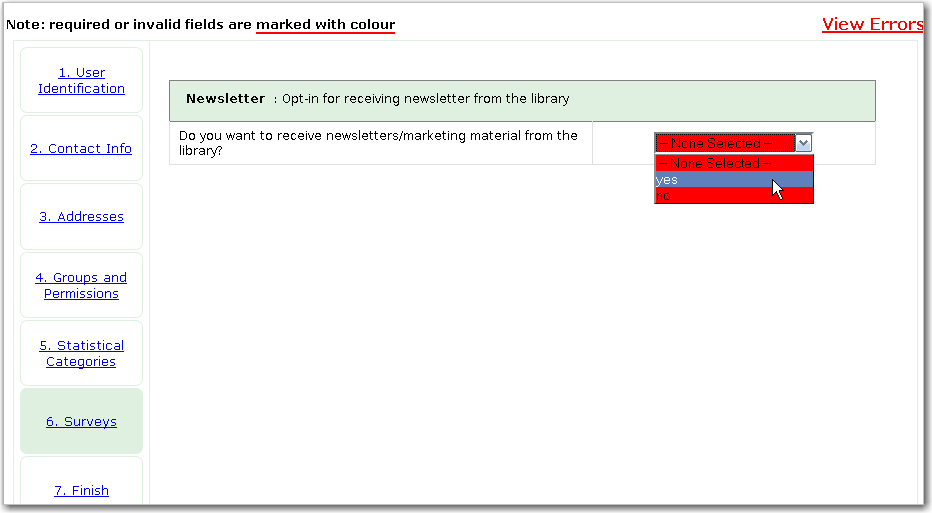 Note: required or invalid fields are marked with colour
View Errors
1. User
Identification
2. Contact Info
3. Addresses
4. Groups and
Permissions
5. Statistical
Categories
6. Surveys
7. Finish
Newsletter : Opt-in for receiving newsletter from the library
Do you want to receive newsletters/marketing material from the
library?
-- None Selected --
-- None Selected --
yes
no